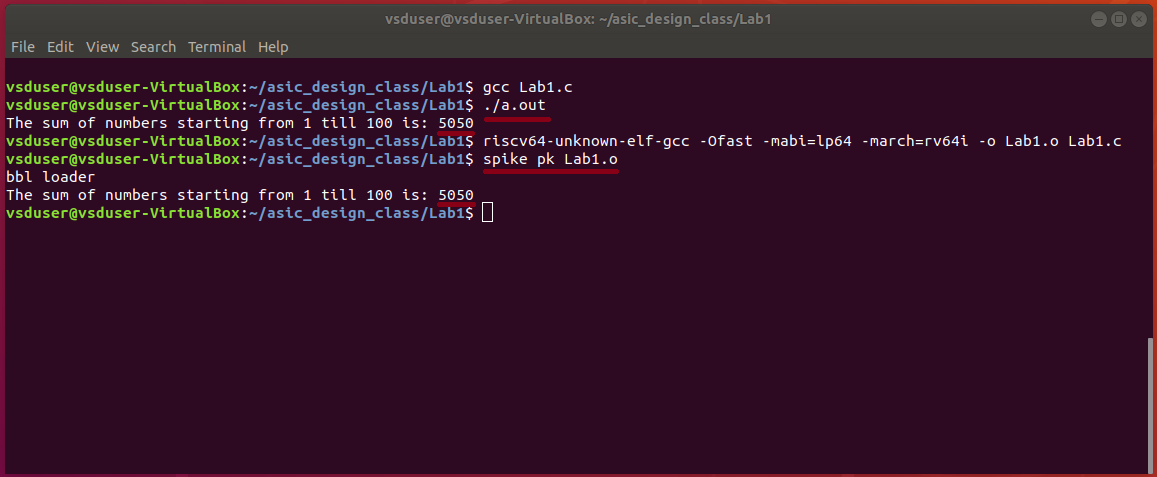 vsduser@vsduser-VirtualBox: ~/asic_design_class/Lab1
File Edit View Search Terminal Help
vsduser@vsduser-VirtualBox:~/asic_design_class/Lab1$ gcc Lab1.c
vsduser@vsduser-VirtualBox:~/asic_design_class/Lab1$ ./a.out
The sum of numbers starting from 1 till 100 is: 5050
vsduser@vsduser-VirtualBox:~/asic_design_class/Lab1$ riscv64-unknown-elf-gcc -Ofast -mabi=lp64 -march=rv64i -o Lab1.o Lab1.c
vsduser@vsduser-VirtualBox:~/asic_design_class/Lab1$ spike pk Lab1.o
bbl loader
The sum of numbers starting from 1 till 100 is: 5050
vsduser@vsduser-VirtualBox:~/asic_design_class/Lab1$